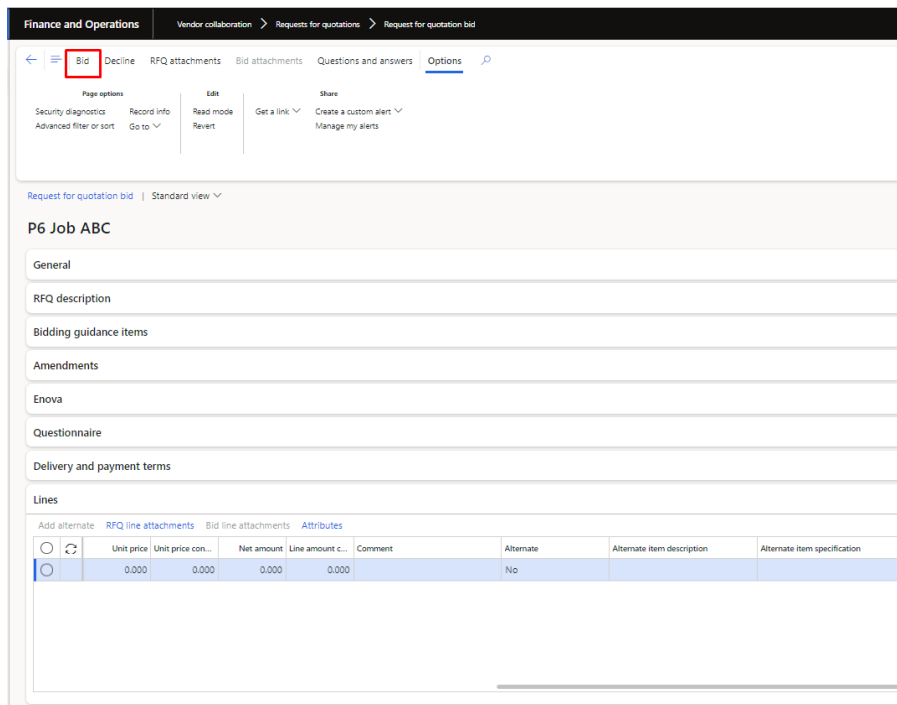 Finance and Operations Vendor collaboration Requests for quotations Request for quotation bid
Bid Decline RFQ attachments Bid attachments Questions and answers Options
Page options Edit Share
Security diagnostics Record info Read mode Get a link Create a custom alert
Advanced filter or sort Go to Revert Manage my alerts
Request for quotation bid | Standard view
P6 Job ABC
General
RFQ description
Bidding guidance items
Amendments
Enova
Questionnaire
Delivery and payment terms
Lines
Add alternate RFQ line attachments Bid line attachments Attributes
Unit price Unit price con... Net amount Line amount c... Comment Alternate Alternate item description Alternate item specification
0.000 0.000 0.000 0.000 No